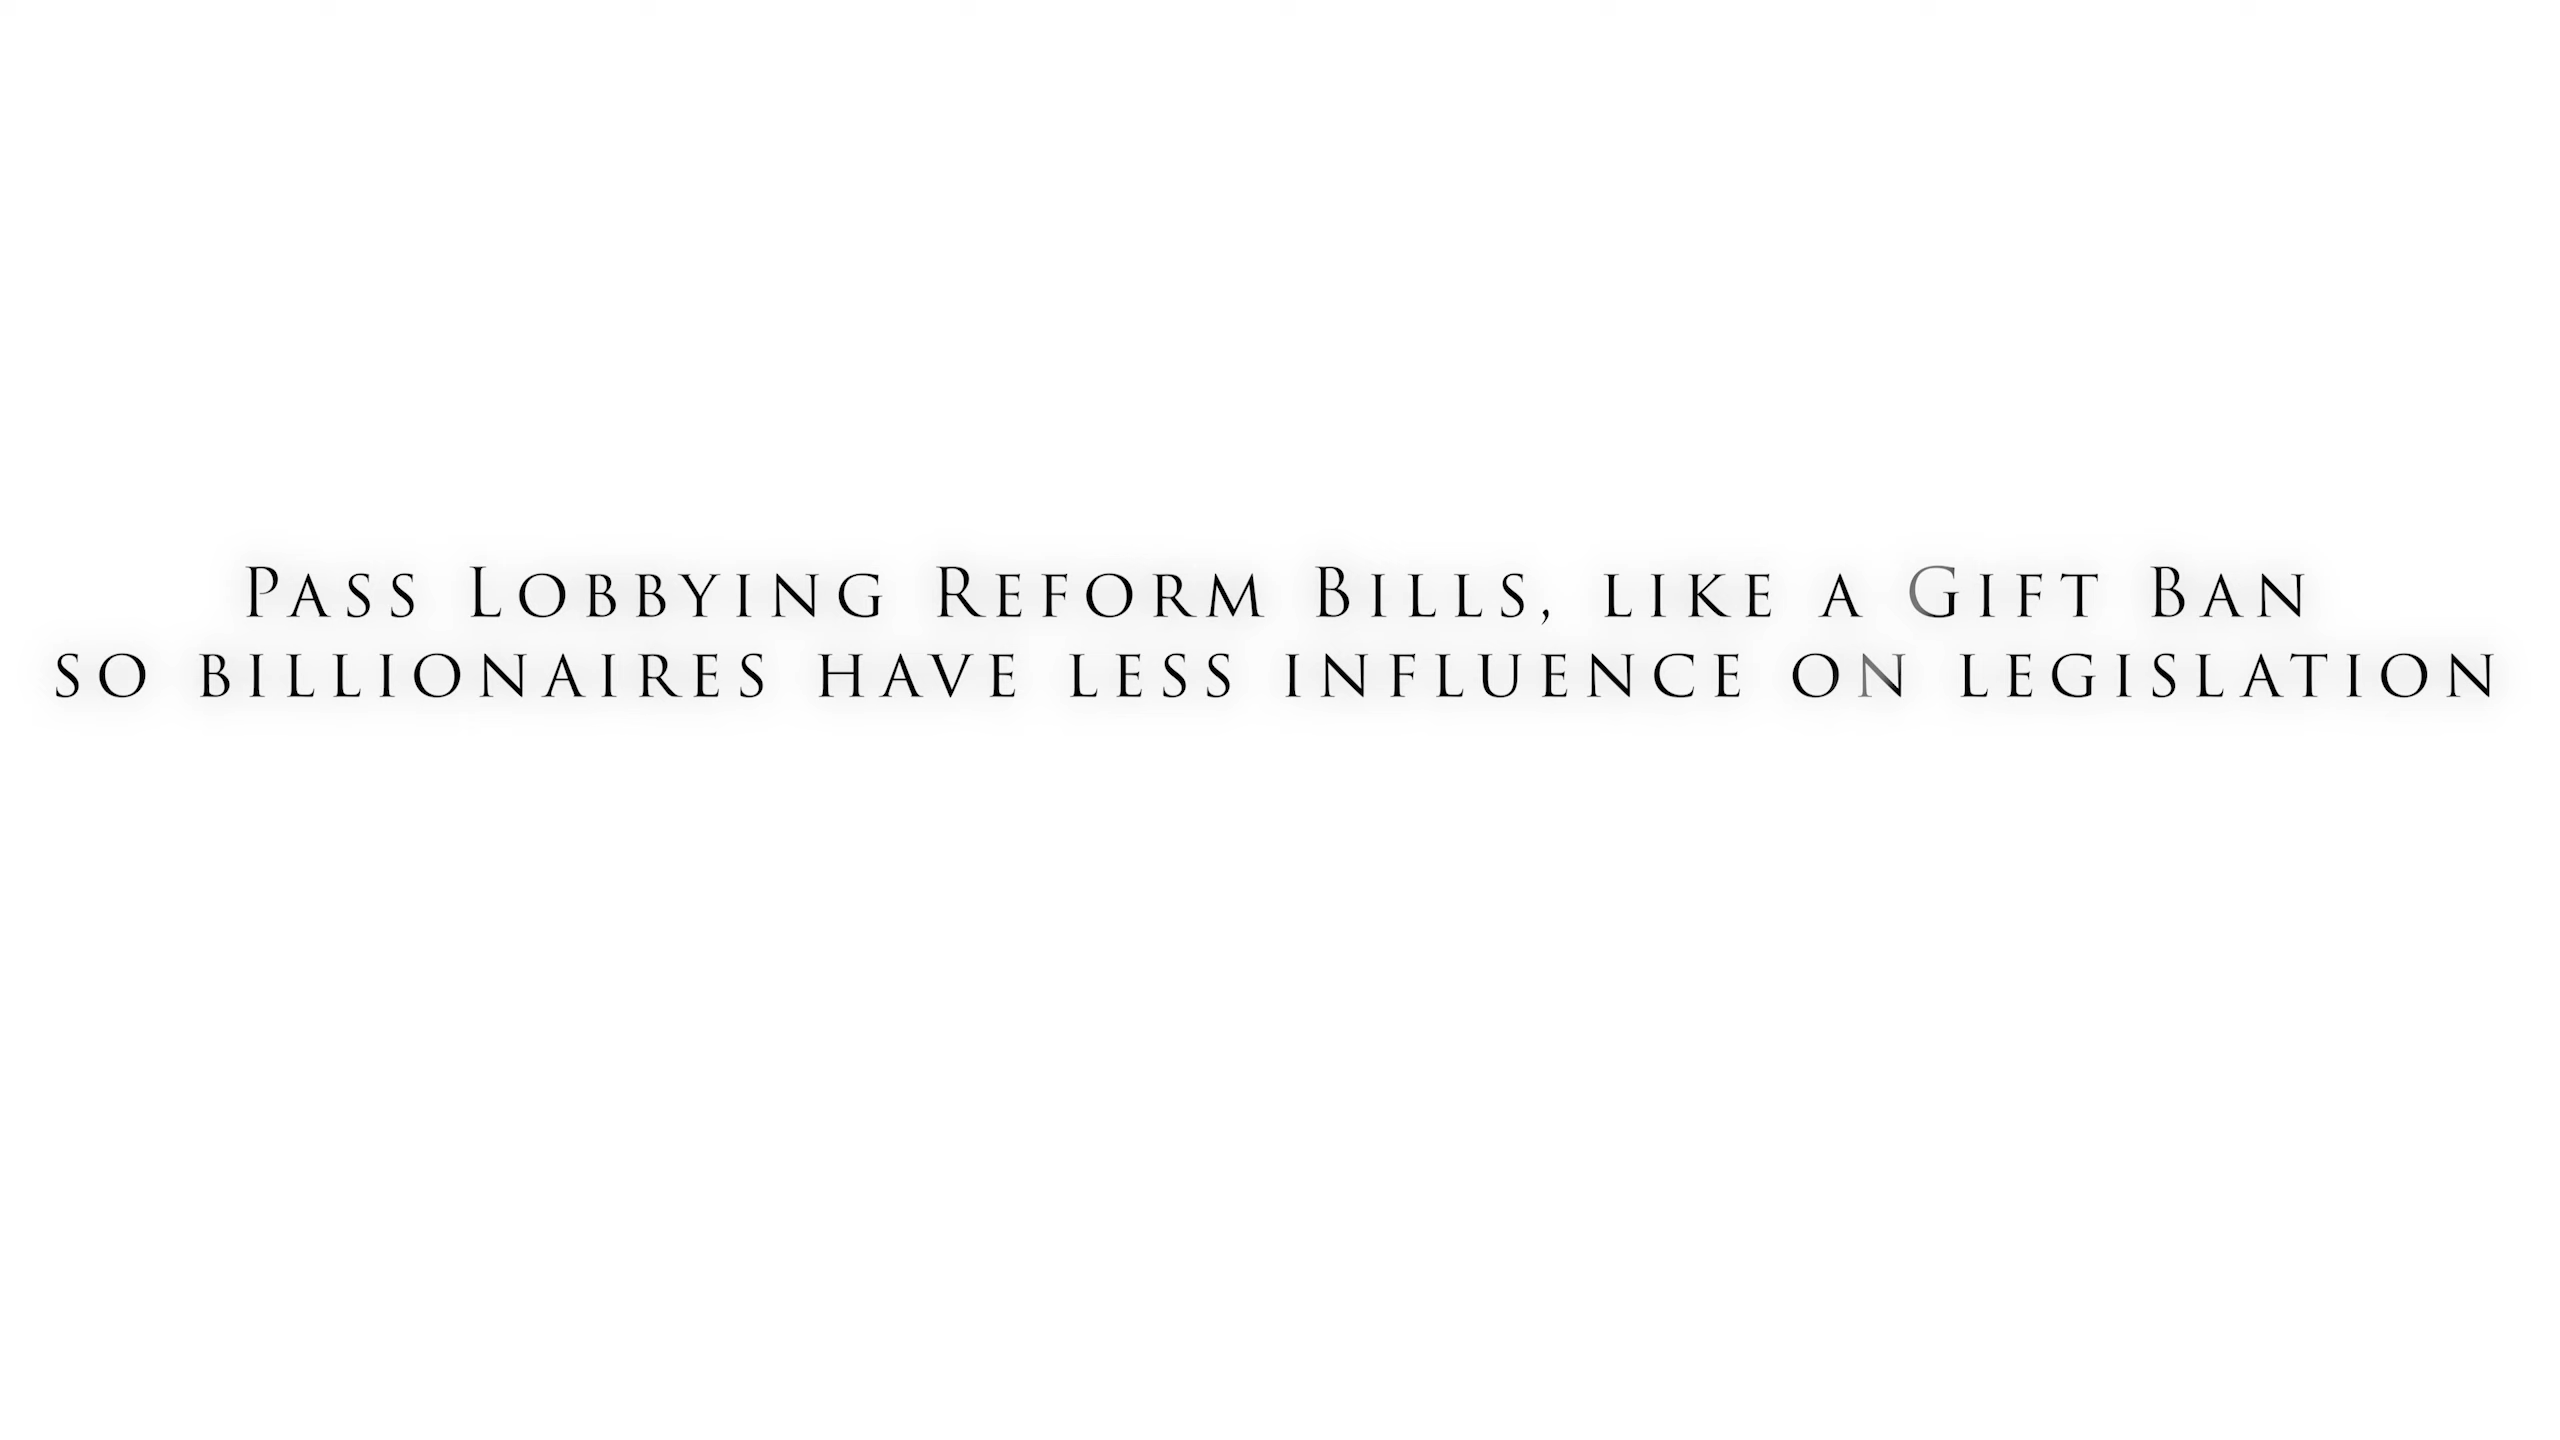 Pass Lobbying Reform Bills, like a Gift Ban
so billionaires have less influence on legislation